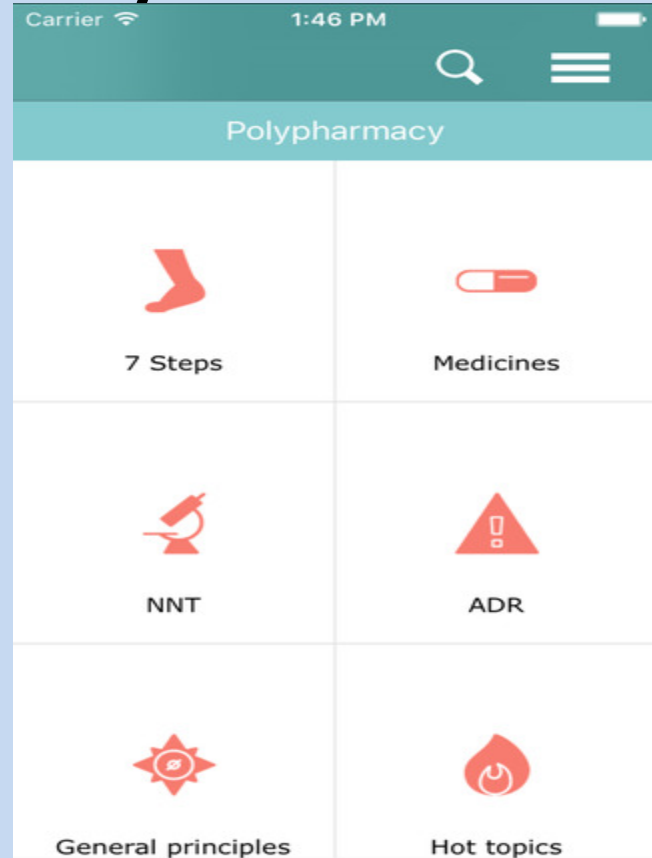 Carrier 1:46 PM
Polypharmacy
7 Steps Medicines
NNT ADR
General principles Hot topics